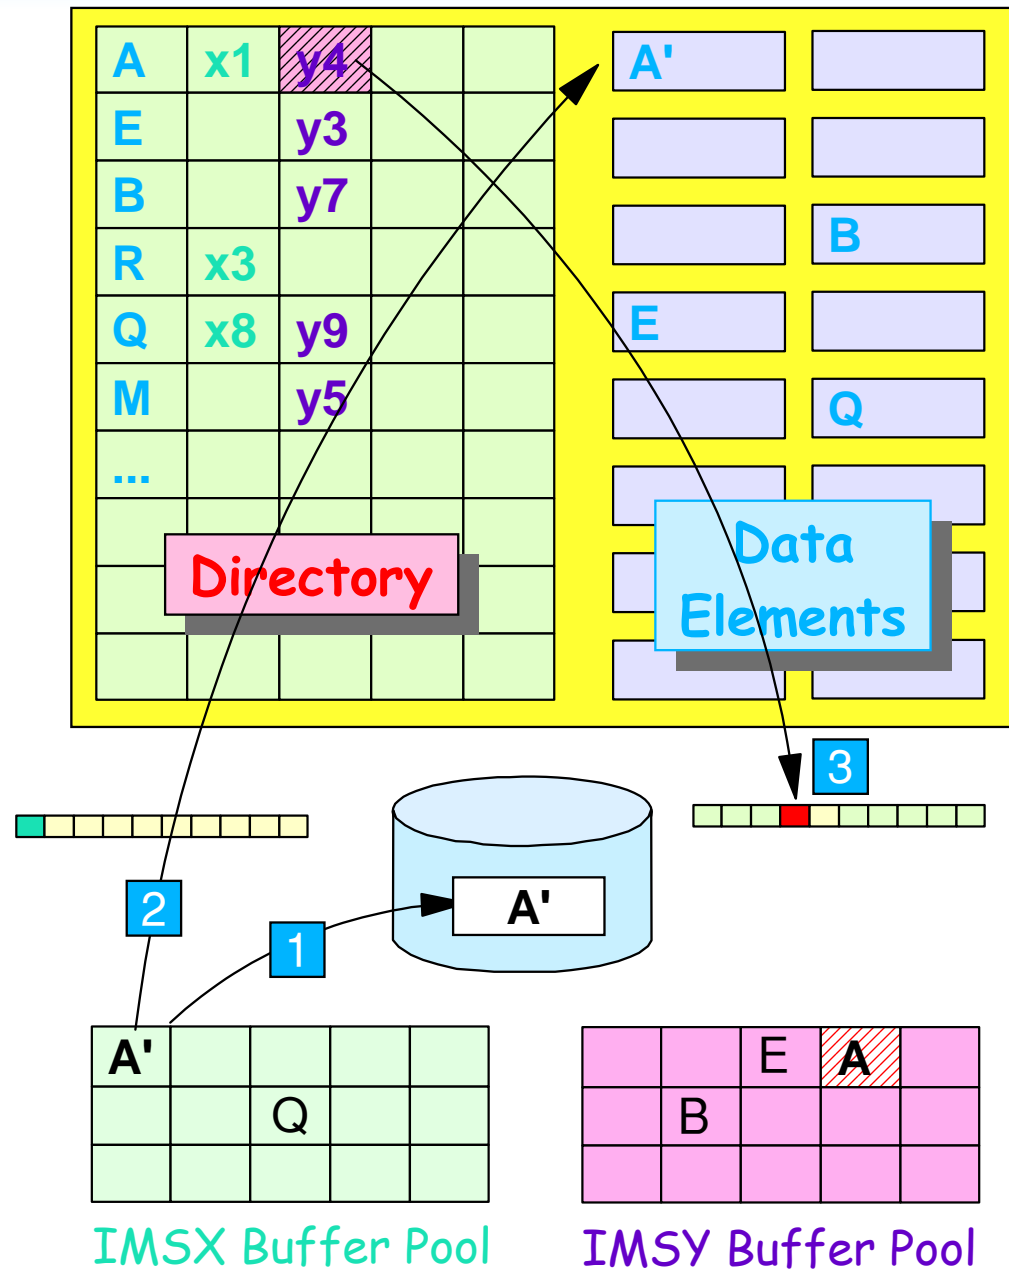 A x1 y4
E y3
B y7
R x3
Q x8 y9
M y5
...
Directory
A'
B
E
Q
Data
Elements
3
2
1
A'
A'
Q
E A
B
IMSX Buffer Pool
IMSY Buffer Pool